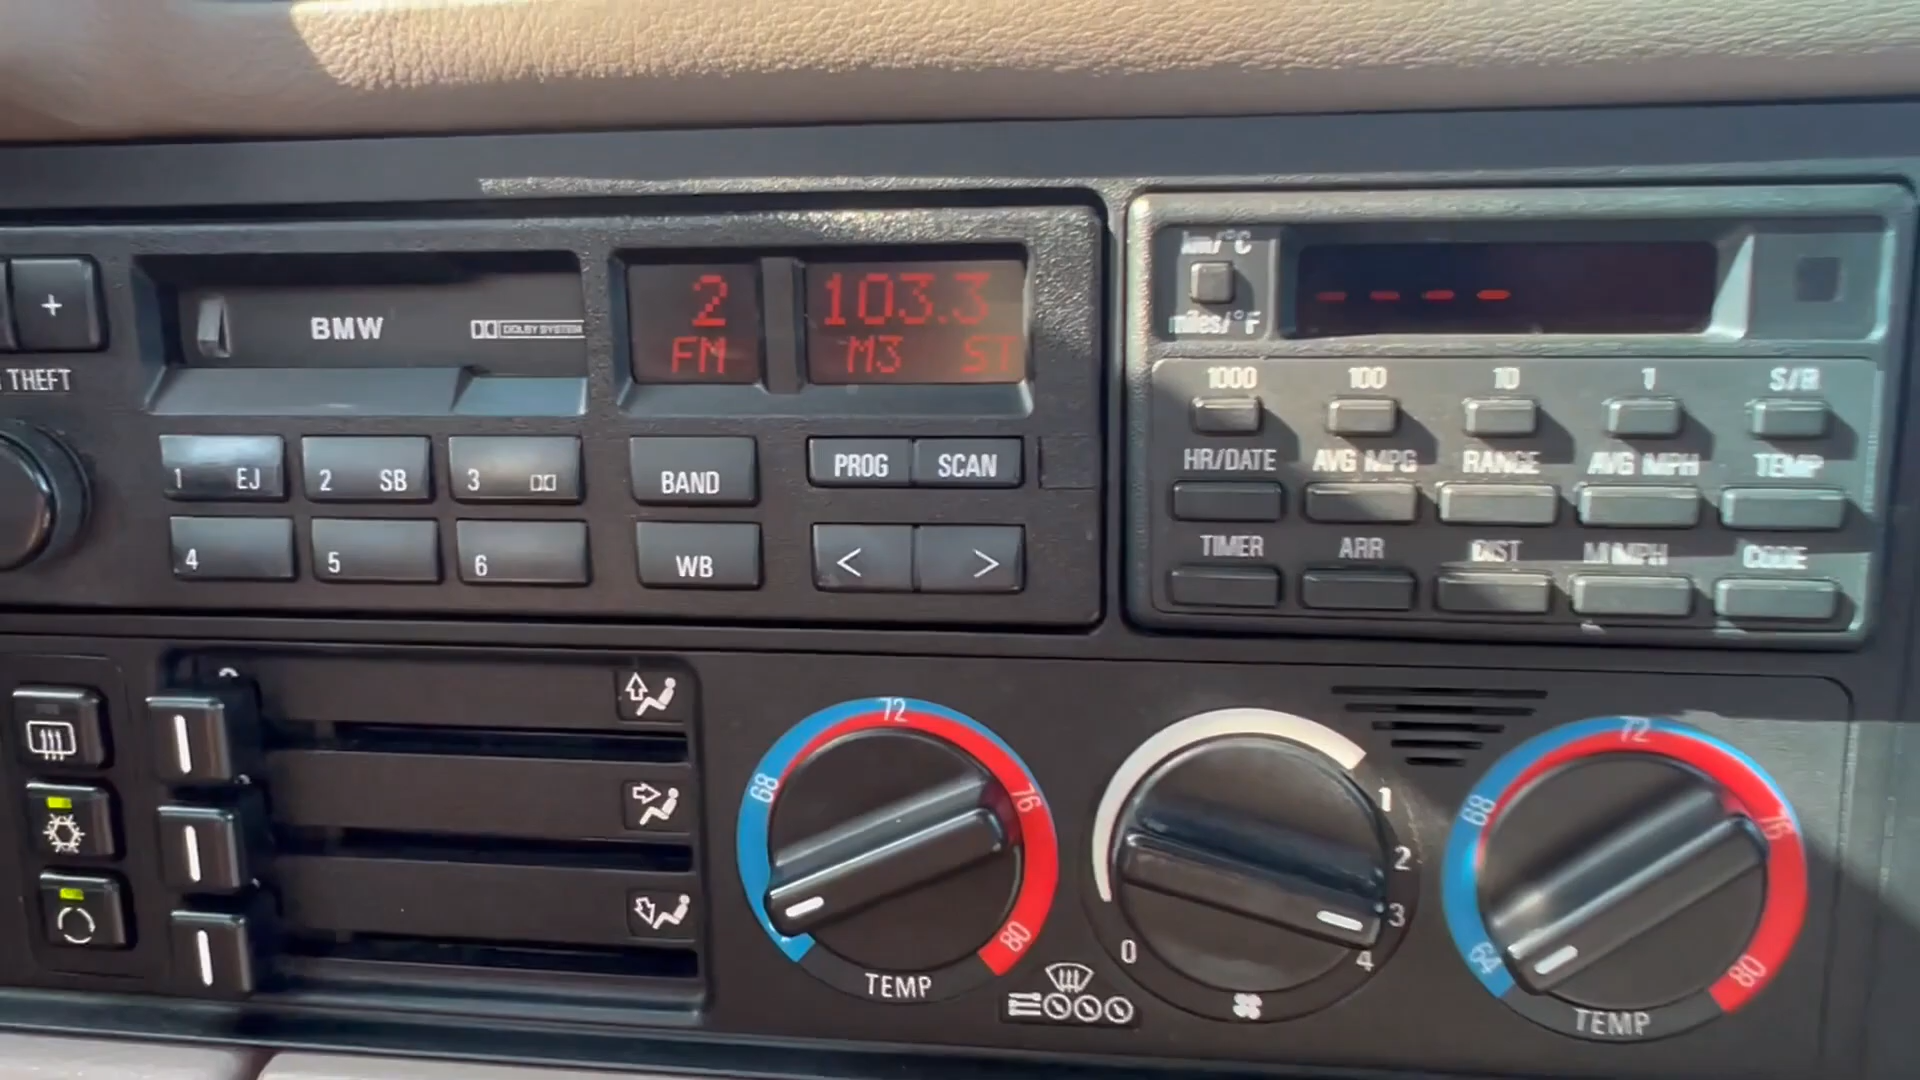 +
THEFT
BMW
DOLBY SYSTEM
2
FM
103.3
M3 ST
1 EJ
2 SB
3
4
5
6
BAND
WB
PROG SCAN
< >
km/°C
miles/°F
- - - -
1000 100 10 1 S/R
HR/DATE AVG MPG RANGE AVG MPH TEMP
TIMER ARR DIST CODE
68 72 76 80
TEMP
0 1 2 3 4
64 68 72 76 80
TEMP